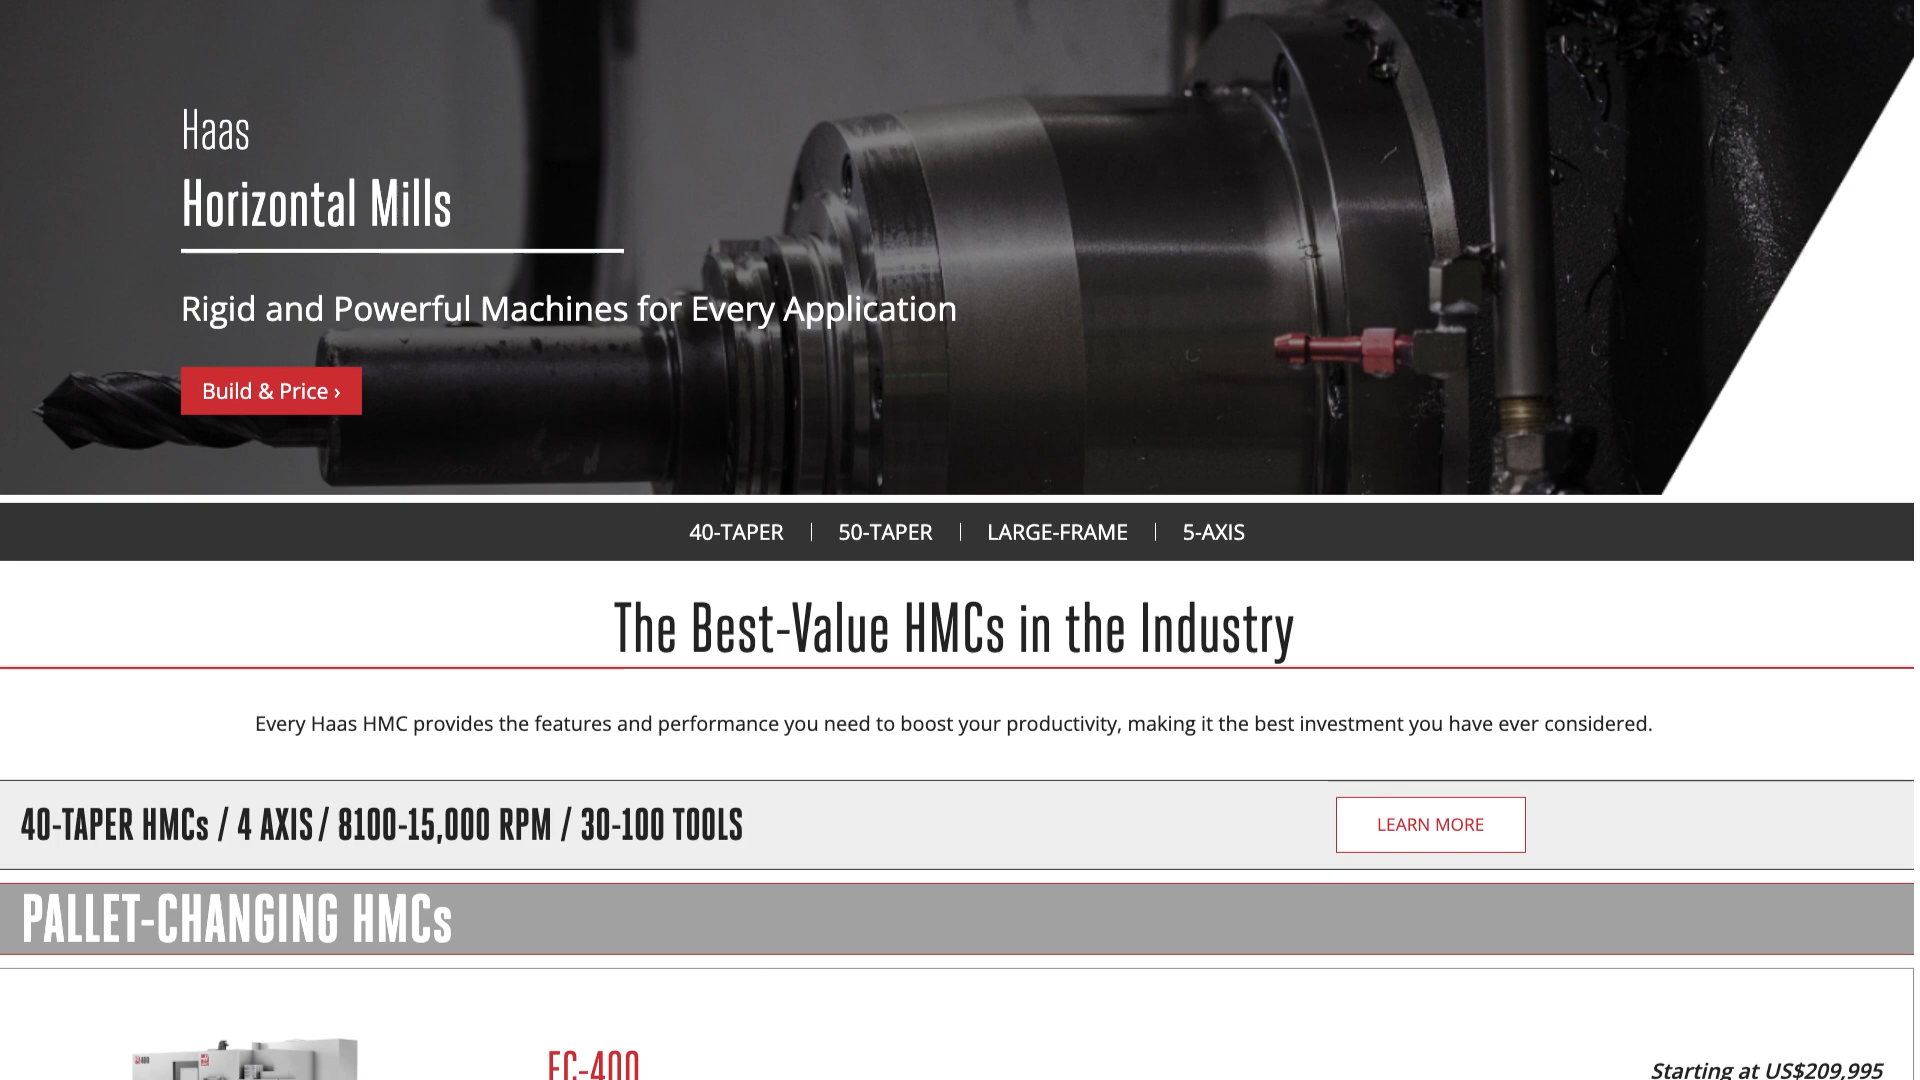 Haas
Horizontal Mills
Rigid and Powerful Machines for Every Application
Build & Price ›
40-TAPER | 50-TAPER | LARGE-FRAME | 5-AXIS
The Best-Value HMCs in the Industry
Every Haas HMC provides the features and performance you need to boost your productivity, making it the best investment you have ever considered.
40-TAPER HMCs / 4 AXIS / 8100-15,000 RPM / 30-100 TOOLS
LEARN MORE
PALLET-CHANGING HMCs
EC-400
Starting at US$209,995